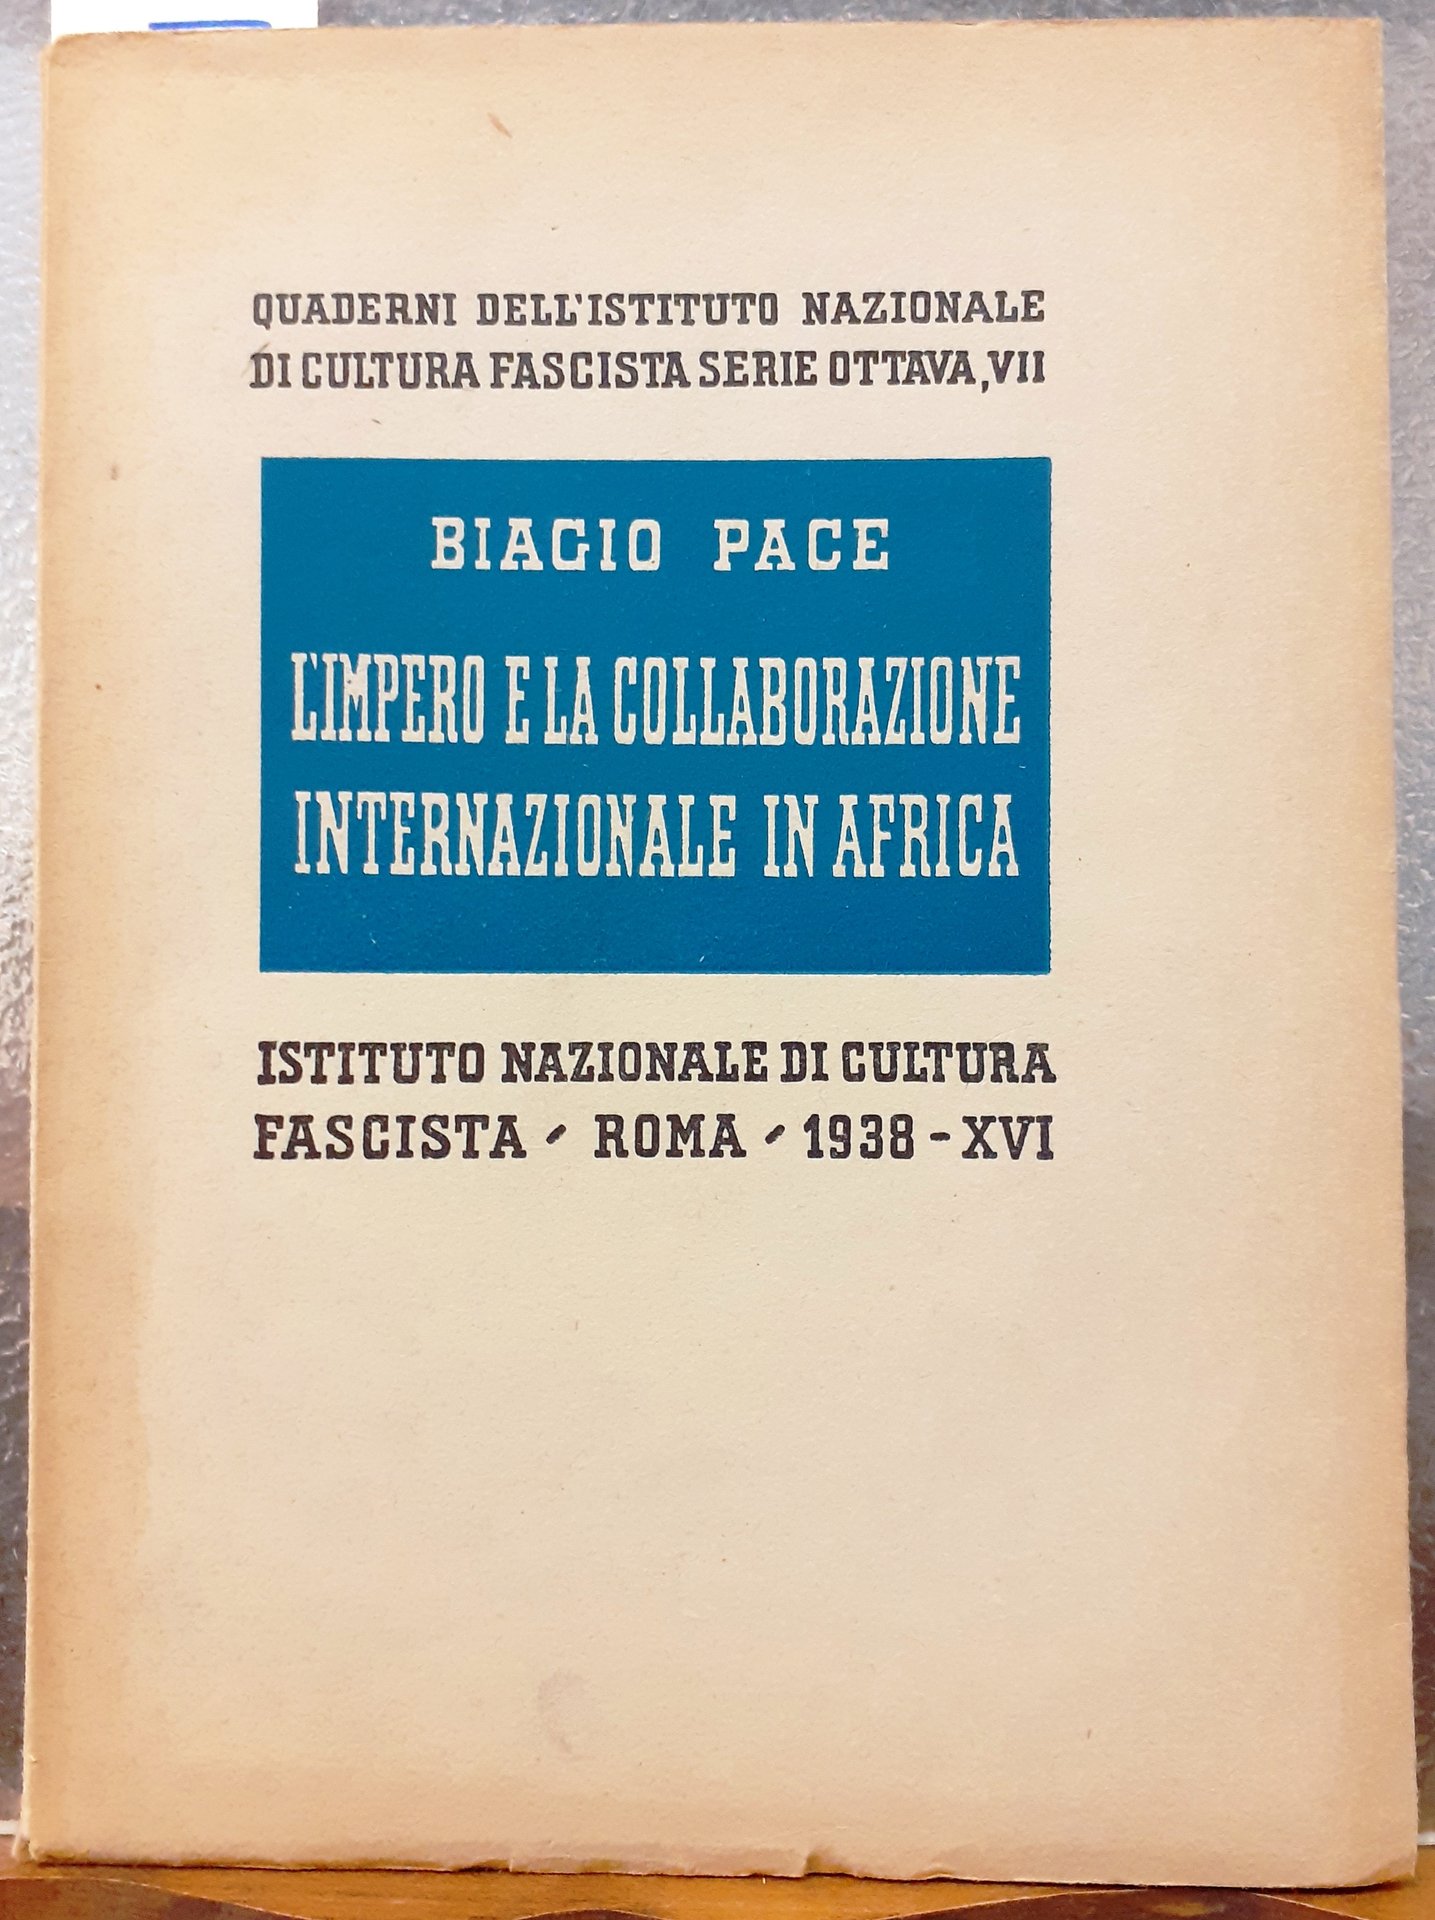 QUADERNI DELL'ISTITUTO NAZIONALE
DI CULTURA FASCISTA SERIE OTTAVA, VII
BIAGIO PACE
L'IMPERO E LA COLLABORAZIONE
INTERNAZIONALE IN AFRICA
ISTITUTO NAZIONALE DI CULTURA
FASCISTA - ROMA - 1938 - XVI